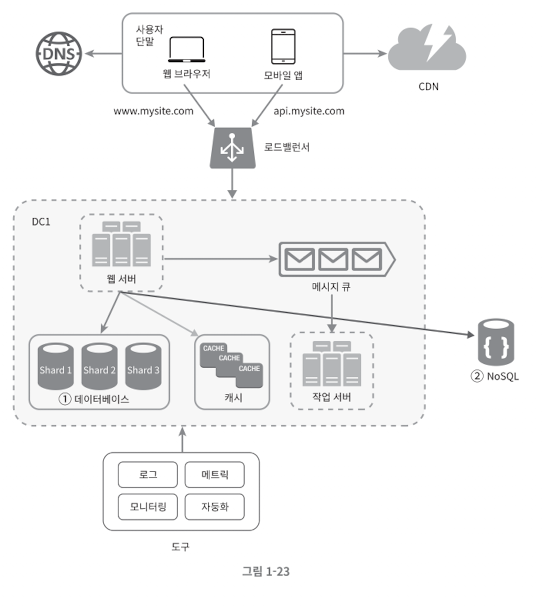 사용자
단말
DNS
웹 브라우저
모바일 앱
CDN
www.mysite.com
api.mysite.com
로드밸런서
DC1
웹 서버
메시지 큐
Shard 1
Shard 2
Shard 3
① 데이터베이스
CACHE
CACHE
CACHE
캐시
작업 서버
{ }
② NoSQL
로그
메트릭
모니터링
자동화
도구
그림 1-23